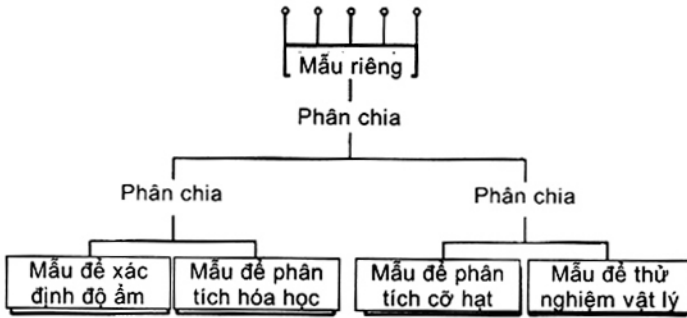 Mẫu riêng
Phân chia
Phân chia
Phân chia
Mẫu để xác
định độ ẩm
Mẫu để phân
tích hóa học
Mẫu để phân
tích cỡ hạt
Mẫu để thử
nghiệm vật lý